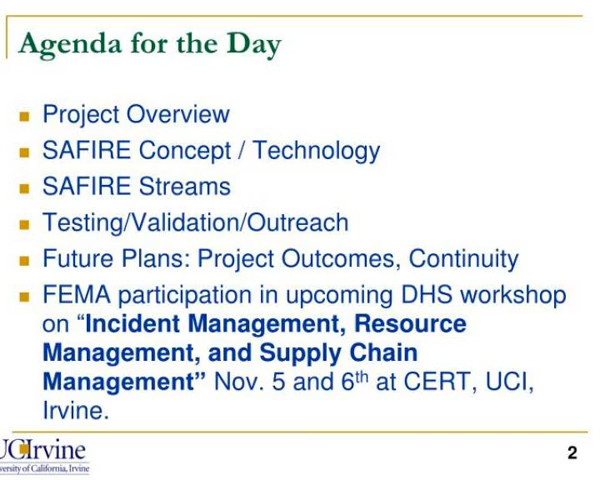 Agenda for the Day
Project Overview
SAFIRE Concept / Technology
SAFIRE Streams
Testing/Validation/Outreach
Future Plans: Project Outcomes, Continuity
FEMA participation in upcoming DHS workshop
on “Incident Management, Resource
Management, and Supply Chain
Management” Nov. 5 and 6th at CERT, UCI,
Irvine.
UCIrvine
versity of California, Irvine
2